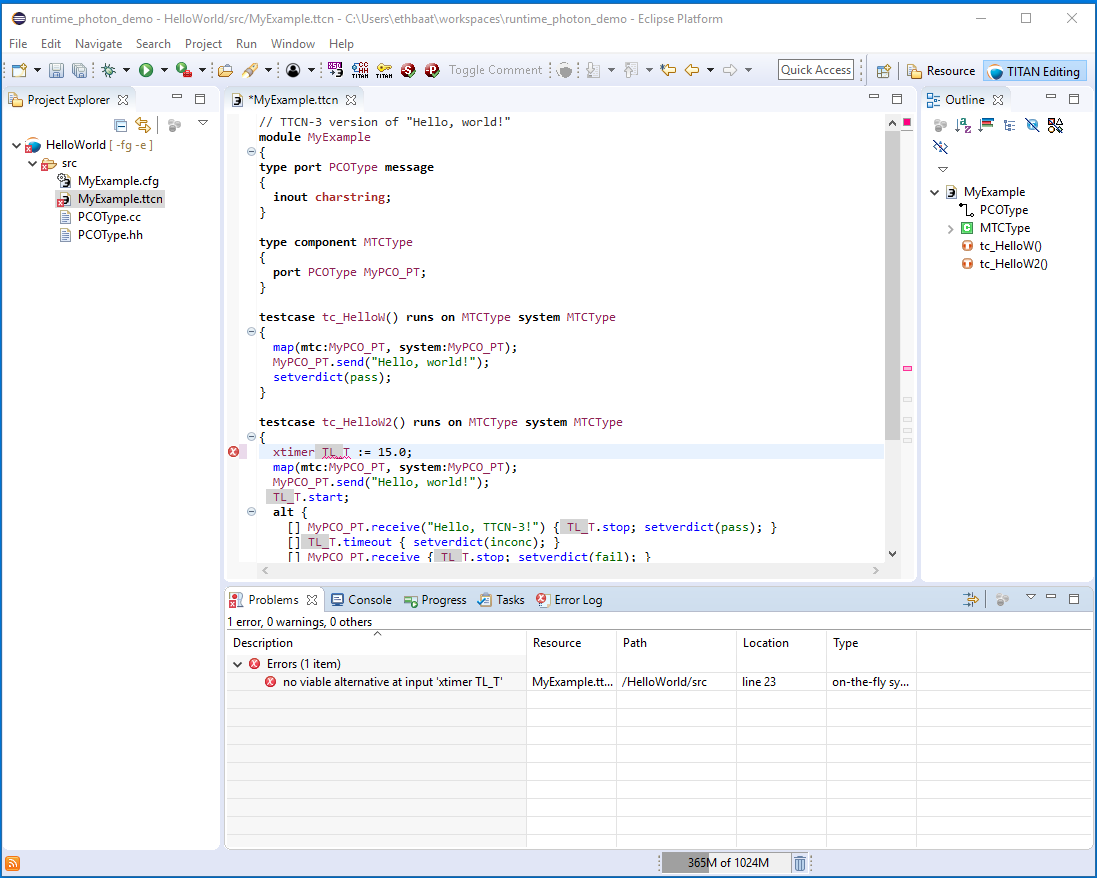 runtime_photon_demo - HelloWorld/src/MyExample.ttcn - C:\Users\ethbaat\workspaces\runtime_photon_demo - Eclipse Platform
File Edit Navigate Search Project Run Window Help
Toggle Comment
Quick Access
Resource
TITAN Editing
Project Explorer
HelloWorld [ -fg -e ]
src
MyExample.cfg
MyExample.ttcn
PCOType.cc
PCOType.hh
*MyExample.ttcn
// TTCN-3 version of "Hello, world!"
module MyExample
{
type port PCOType message
{
inout charstring;
}
type component MTCType
{
port PCOType MyPCO_PT;
}
testcase tc_HelloW() runs on MTCType system MTCType
{
map(mtc:MyPCO_PT, system:MyPCO_PT);
MyPCO_PT.send("Hello, world!");
setverdict(pass);
}
testcase tc_HelloW2() runs on MTCType system MTCType
{
xtimer TL_T := 15.0;
map(mtc:MyPCO_PT, system:MyPCO_PT);
MyPCO_PT.send("Hello, world!");
TL_T.start;
alt {
[] MyPCO_PT.receive("Hello, TTCN-3!") { TL_T.stop; setverdict(pass); }
[] TL_T.timeout { setverdict(inconc); }
[] MyPCO_PT.receive { TL_T.stop; setverdict(fail); }
Outline
MyExample
PCOType
MTCType
tc_HelloW()
tc_HelloW2()
Problems
Console
Progress
Tasks
Error Log
1 error, 0 warnings, 0 others
Description Resource Path Location Type
Errors (1 item)
no viable alternative at input 'xtimer TL_T' MyExample.tt... /HelloWorld/src line 23 on-the-fly sy...
365M of 1024M